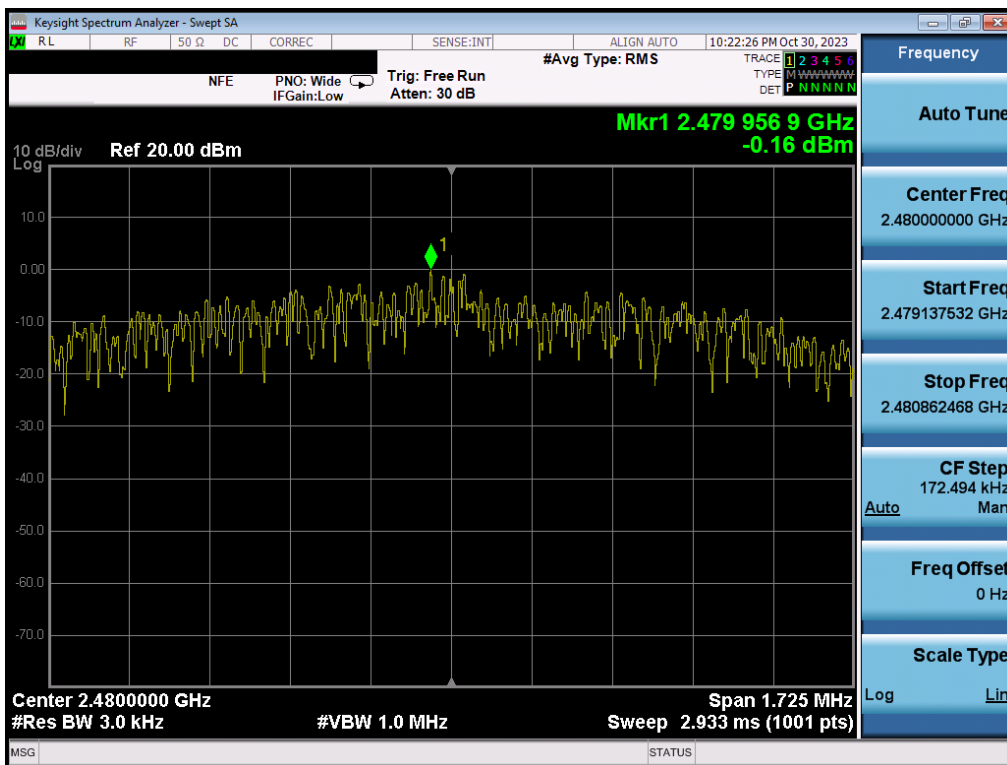 Keysight Spectrum Analyzer - Swept SA
LXI RL RF 50 Ω DC CORREC SENSE:INT ALIGN AUTO 10:22:26 PM Oct 30, 2023
NFE PNO: Wide Trig: Free Run #Avg Type: RMS TRACE 1 2 3 4 5 6
IFGain:Low Atten: 30 dB TYPE M WWWWW
DET P N N N N N
Mkr1 2.479 956 9 GHz
-0.16 dBm
10 dB/div Ref 20.00 dBm
Log
10.0
1
0.00
-10.0
-20.0
-30.0
-40.0
-50.0
-60.0
-70.0
Center 2.4800000 GHz Span 1.725 MHz
#Res BW 3.0 kHz #VBW 1.0 MHz Sweep 2.933 ms (1001 pts)
MSG STATUS
Frequency
Auto Tune
Center Freq
2.480000000 GHz
Start Freq
2.479137532 GHz
Stop Freq
2.480862468 GHz
CF Step
172.494 kHz
Auto Man
Freq Offset
0 Hz
Scale Type
Log Lin